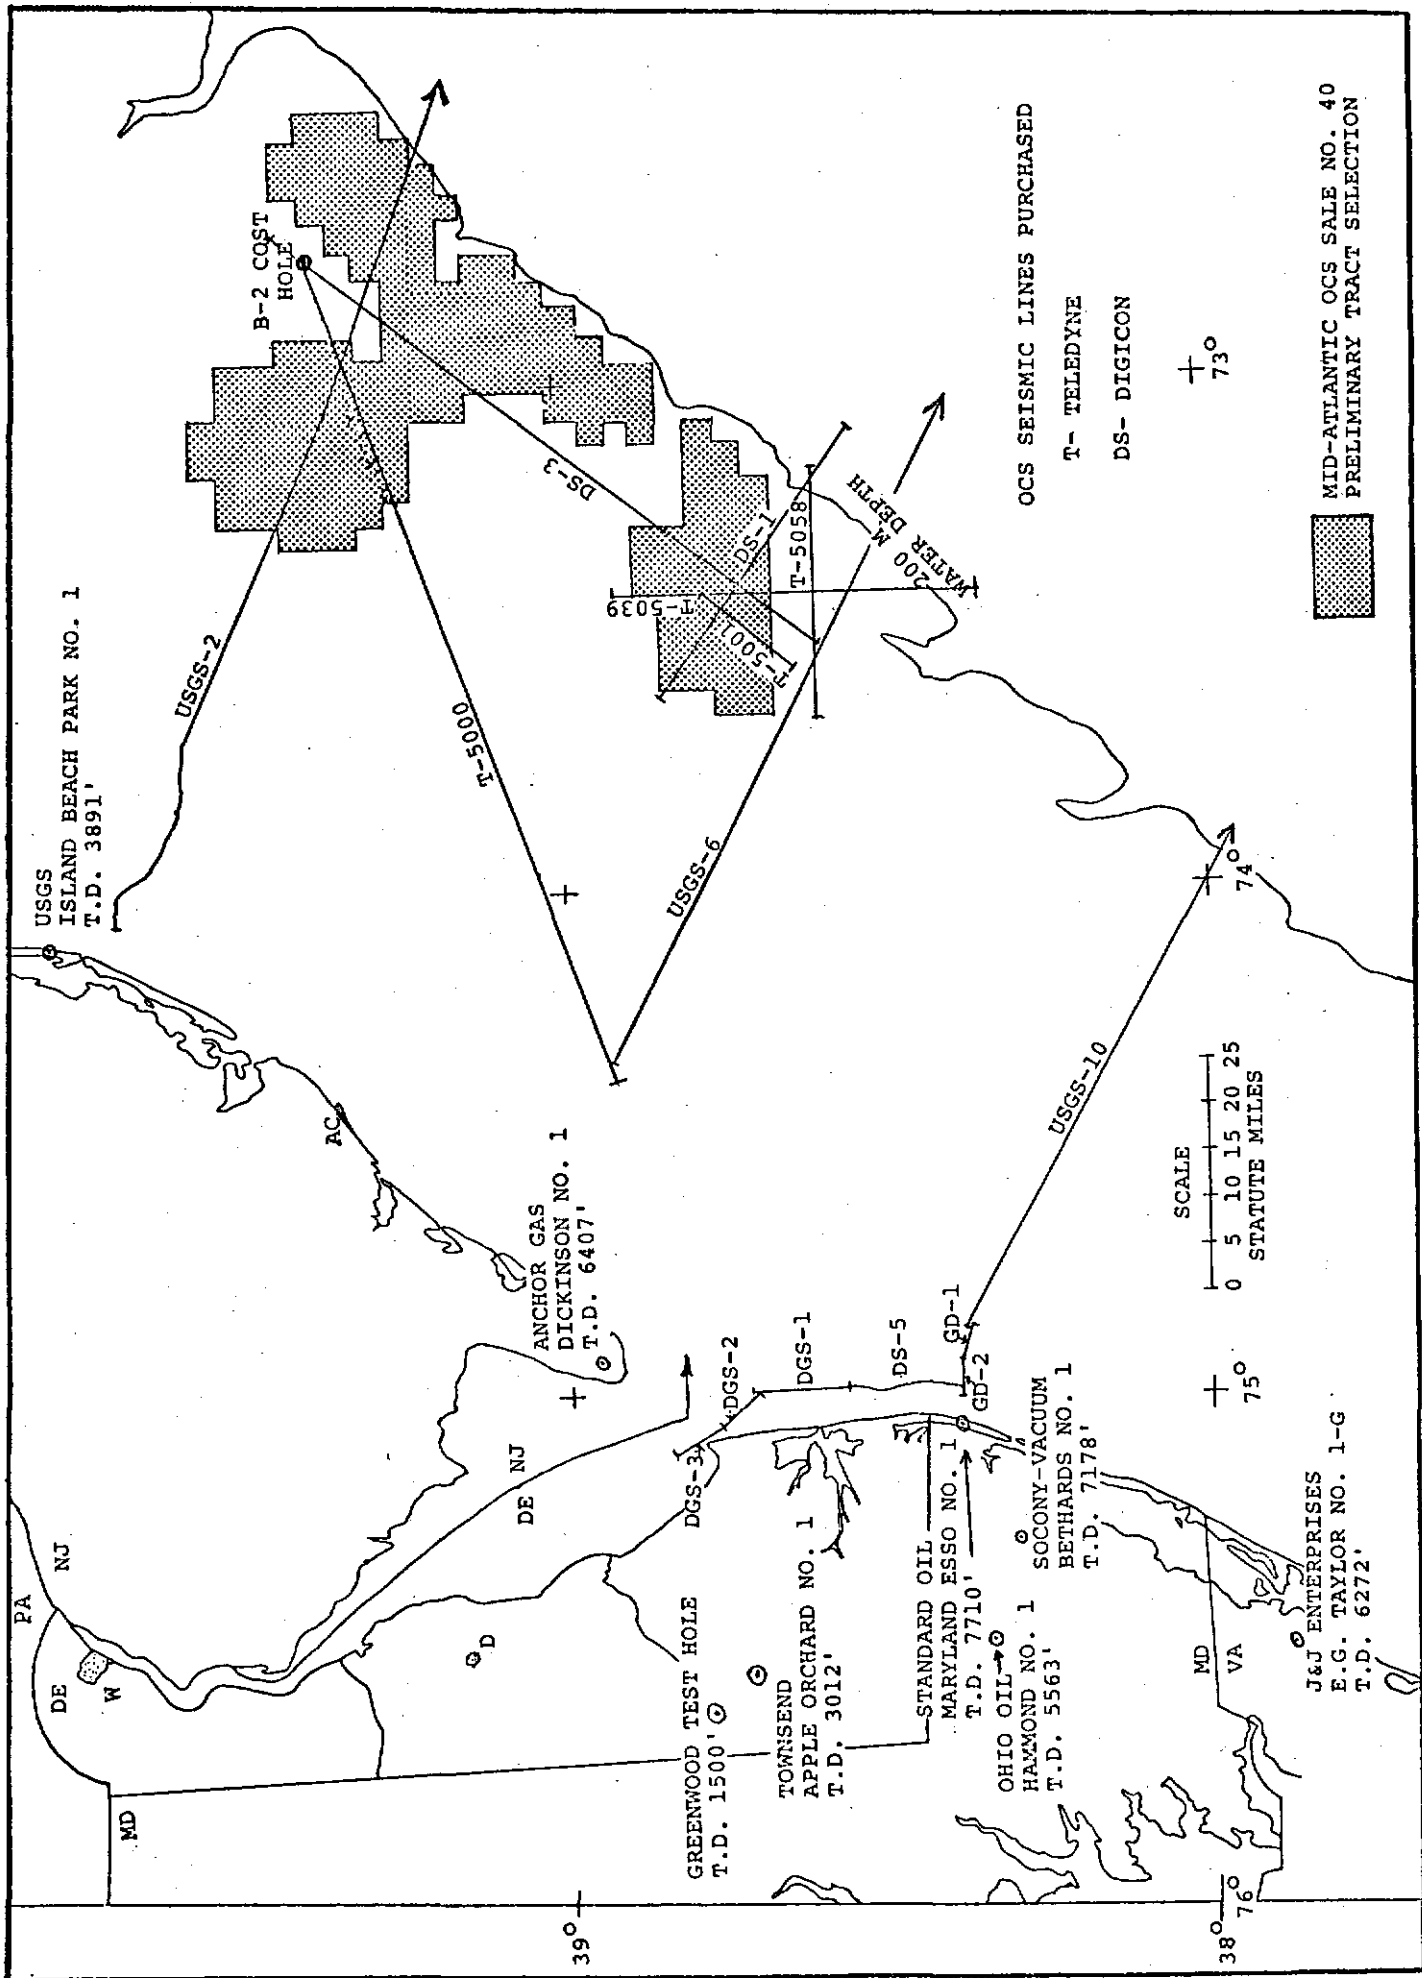 USGS
ISLAND BEACH PARK NO. 1
T.D. 3891'
PA
NJ
DE
W
MD
AC
USGS-2
B-2 COST
HOLE
D
DE
NJ
ANCHOR GAS
DICKINSON NO. 1
T.D. 6407'
T-5000
DS-3
39°
GREENWOOD TEST HOLE
T.D. 1500'
DGS-3
DGS-2
DGS-1
DS-5
GD-1
GD-2
USGS-6
T-5039
T-5001
DS-1
T-5058
200 M
WATER DEPTH
TOWNSEND
APPLE ORCHARD NO. 1
T.D. 3012'
STANDARD OIL
MARYLAND ESSO NO. 1
T.D. 7710'
OHIO OIL
HAMMOND NO. 1
T.D. 5563'
SOCONY-VACUUM
BETHARDS NO. 1
T.D. 7178'
USGS-10
OCS SEISMIC LINES PURCHASED
T- TELEDYNE
DS- DIGICON
SCALE
0 5 10 15 20 25
STATUTE MILES
MD
VA
38°
76°
75°
74°
73°
J&J ENTERPRISES
E.G. TAYLOR NO. 1-G
T.D. 6272'
MID-ATLANTIC OCS SALE NO. 40
PRELIMINARY TRACT SELECTION